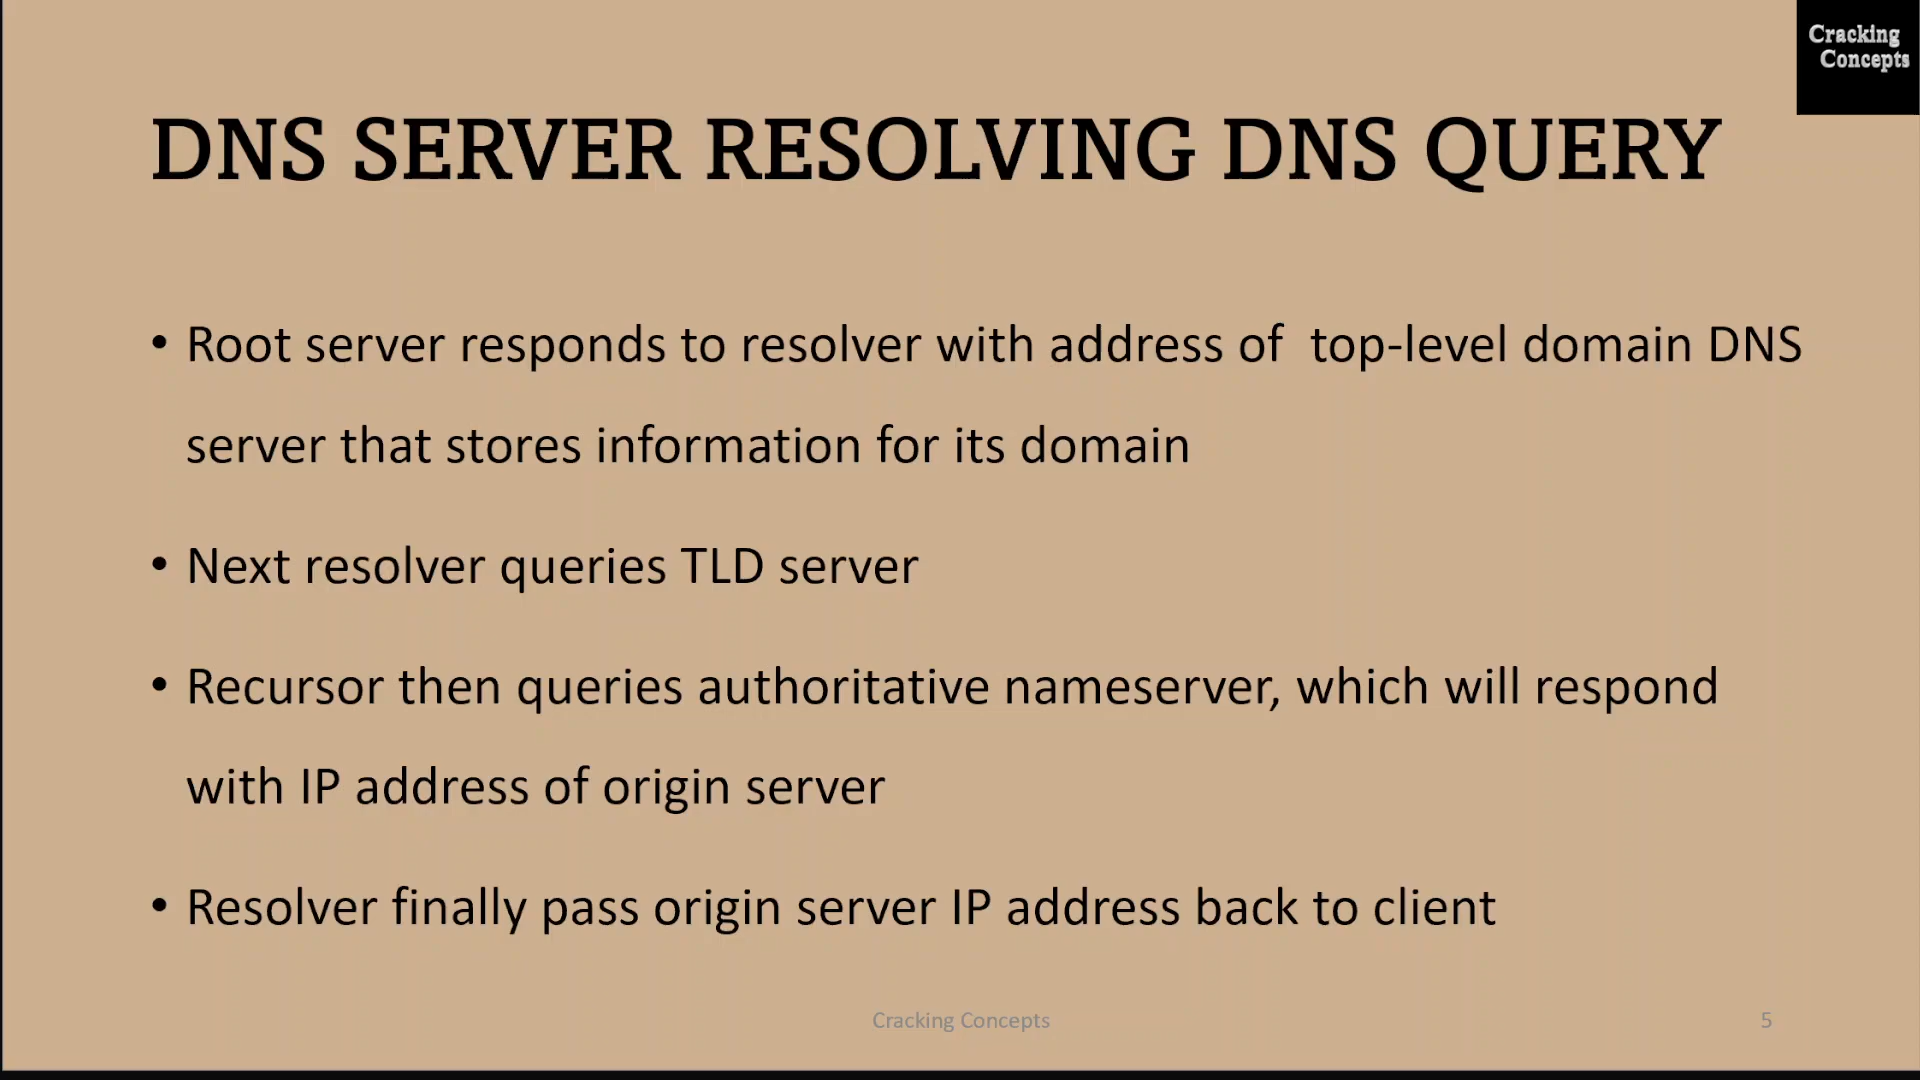 Cracking
Concepts
DNS SERVER RESOLVING DNS QUERY
• Root server responds to resolver with address of  top-level domain DNS
server that stores information for its domain
• Next resolver queries TLD server
• Recursor then queries authoritative nameserver, which will respond
with IP address of origin server
• Resolver finally pass origin server IP address back to client
Cracking Concepts
5